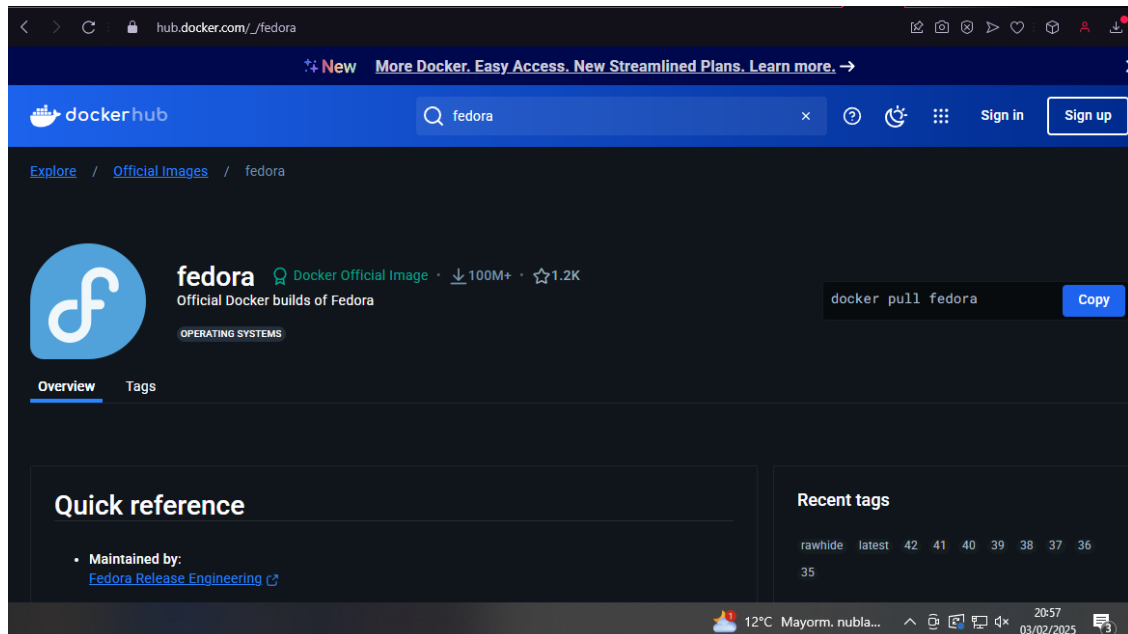 hub.docker.com/_/fedora
New More Docker. Easy Access. New Streamlined Plans. Learn more. →
dockerhub
fedora
Sign in
Sign up
Explore / Official Images / fedora
fedora Docker Official Image · 100M+ · 1.2K
Official Docker builds of Fedora
OPERATING SYSTEMS
docker pull fedora
Copy
Overview Tags
Quick reference
• Maintained by:
Fedora Release Engineering
Recent tags
rawhide latest 42 41 40 39 38 37 36
35
1
12°C Mayorm. nubla...
20:57
03/02/2025
3